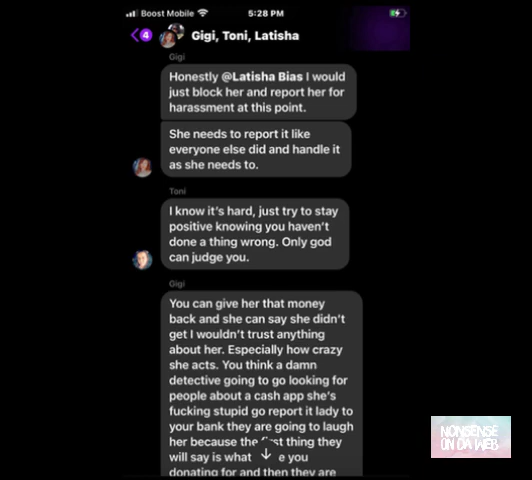 Boost Mobile
5:28 PM
4
Gigi, Toni, Latisha
Gigi
Honestly @Latisha Bias I would
just block her and report her for
harassment at this point.
She needs to report it like
everyone else did and handle it
as she needs to.
Toni
I know it's hard, just try to stay
positive knowing you haven't
done a thing wrong. Only god
can judge you.
Gigi
You can give her that money
back and she can say she didn't
get I wouldn't trust anything
about her. Especially how crazy
she acts. You think a damn
detective going to go looking for
people about a cash app she's
fucking stupid go report it lady to
your bank they are going to laugh
her because the first thing they
will say is what e you
donating for and then they are
NONSENSE
ON DA WEB